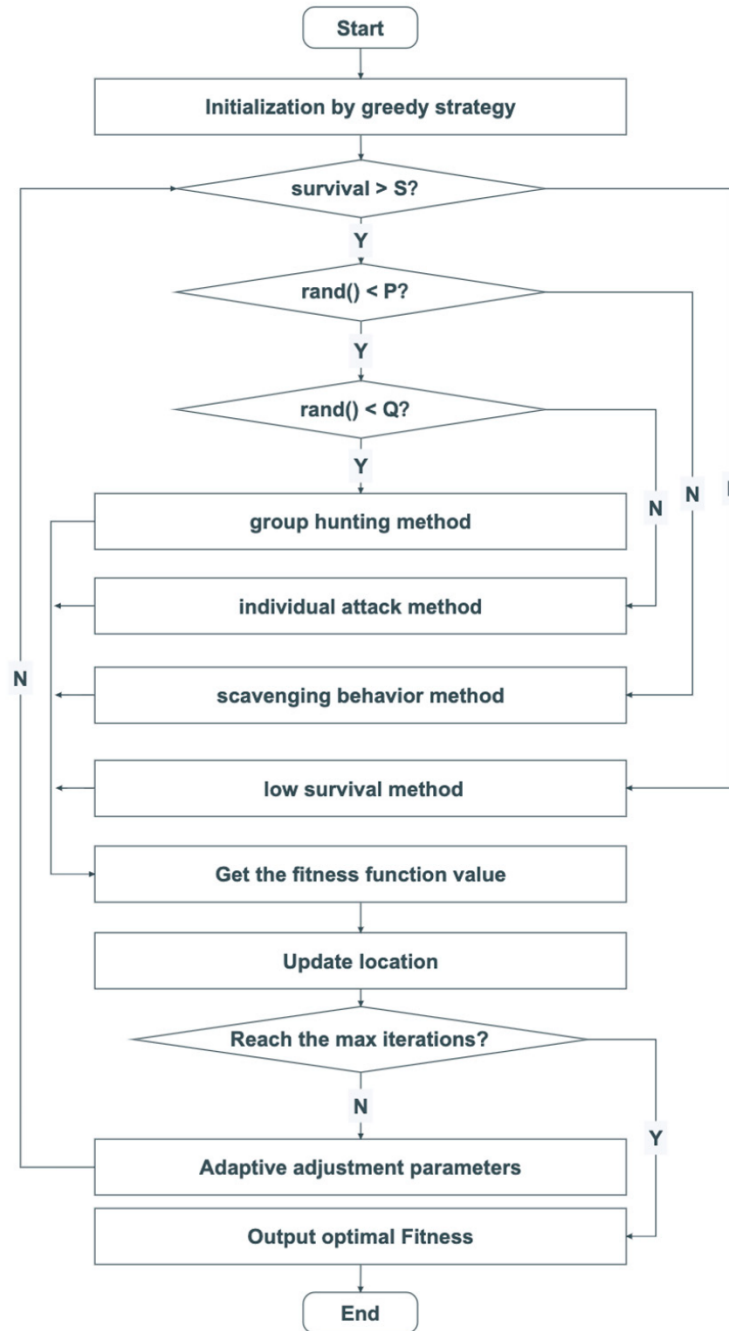 Start
Initialization by greedy strategy
survival > S?
Y
rand() < P?
Y
rand() < Q?
Y
N
N
group hunting method
individual attack method
N
scavenging behavior method
low survival method
Get the fitness function value
Update location
Reach the max iterations?
N
Y
Adaptive adjustment parameters
Output optimal Fitness
End